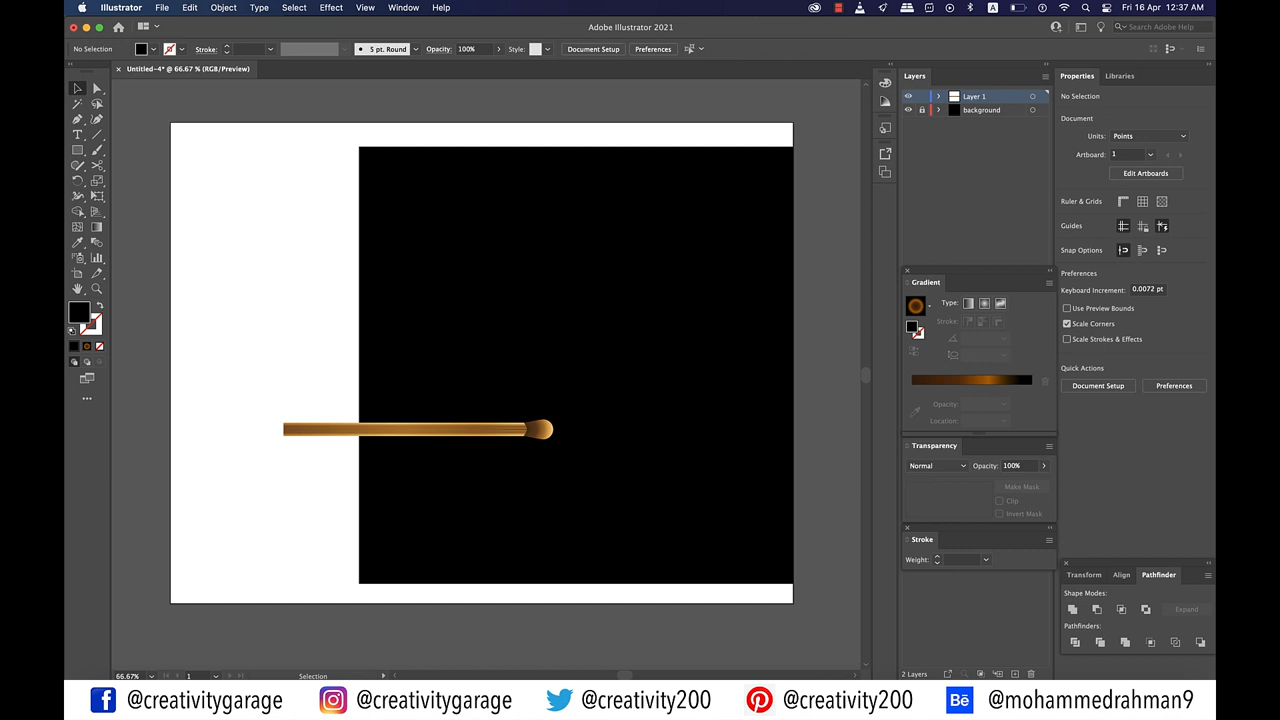 Illustrator File Edit Object Type Select Effect View Window Help
A Fri 16 Apr 12:37 AM
Adobe Illustrator 2021
Search Adobe Help
No Selection Stroke: 5 pt. Round Opacity: 100% Style: Document Setup Preferences
Untitled-4* @ 66.67 % (RGB/Preview)
Layers
Layer 1
background
Properties Libraries
No Selection
Document
Units: Points
Artboard: 1
Edit Artboards
Ruler & Grids
Guides
Snap Options
Preferences
Keyboard Increment: 0.0072 pt
Use Preview Bounds
Scale Corners
Scale Strokes & Effects
Quick Actions
Document Setup Preferences
Gradient
Type:
Stroke:
Opacity:
Location:
Transparency
Normal Opacity: 100%
Make Mask
Clip
Invert Mask
Stroke
Weight:
Transform Align Pathfinder
Shape Modes:
Expand
Pathfinders:
2 Layers
66.67% 1 Selection
@creativitygarage @creativitygarage @creativity200 @creativity200 Bē @mohammedrahman9